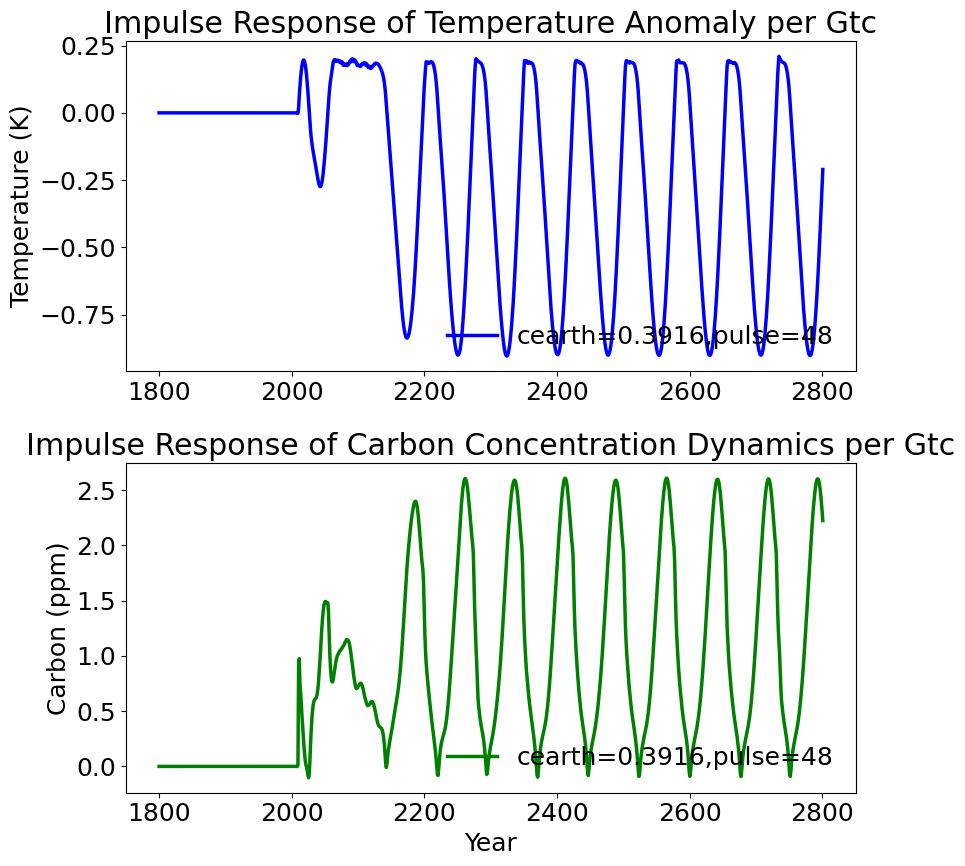 Impulse Response of Temperature Anomaly per Gtc
0.25
0.00
−0.25
−0.50
−0.75
Temperature (K)
cearth=0.3916,pulse=48
1800 2000 2200 2400 2600 2800
Impulse Response of Carbon Concentration Dynamics per Gtc
2.5
2.0
1.5
1.0
0.5
0.0
Carbon (ppm)
cearth=0.3916,pulse=48
1800 2000 2200 2400 2600 2800
Year